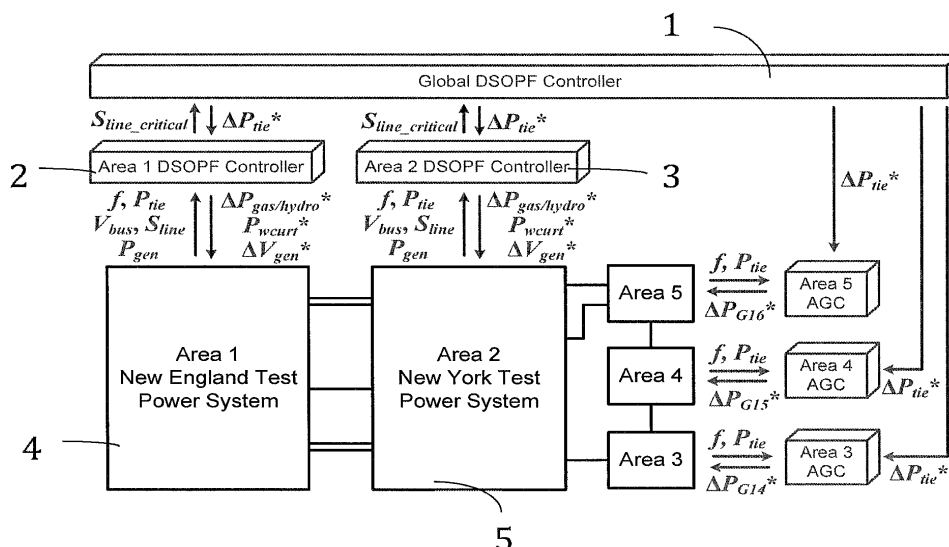 1
Global DSOPF Controller
S_line_critical ΔP_tie*
S_line_critical ΔP_tie*
2
Area 1 DSOPF Controller
Area 2 DSOPF Controller
3
ΔP_tie*
f, P_tie ΔP_gas/hydro*
V_bus, S_line P_wcurt*
P_gen ΔV_gen*
f, P_tie ΔP_gas/hydro*
V_bus, S_line P_wcurt*
P_gen ΔV_gen*
Area 1
New England Test
Power System
4
Area 2
New York Test
Power System
5
Area 5
f, P_tie
ΔP_G16*
Area 5
AGC
Area 4
f, P_tie
ΔP_G15*
Area 4
AGC
ΔP_tie*
Area 3
f, P_tie
ΔP_G14*
Area 3
AGC
ΔP_tie*